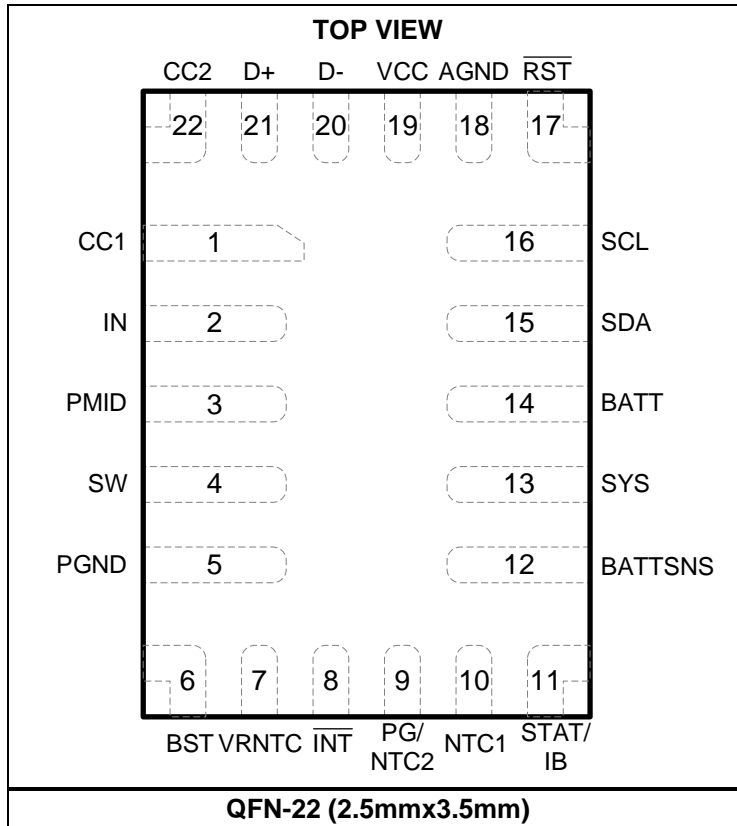 TOP VIEW
CC2 D+ D- VCC AGND R̅S̅T̅
22 21 20 19 18 17
CC1 1 16 SCL
IN 2 15 SDA
PMID 3 14 BATT
SW 4 13 SYS
PGND 5 12 BATTSNS
6 7 8 9 10 11
BST VRNTC I̅N̅T̅ PG/ NTC1 STAT/
NTC2 IB
QFN-22 (2.5mmx3.5mm)